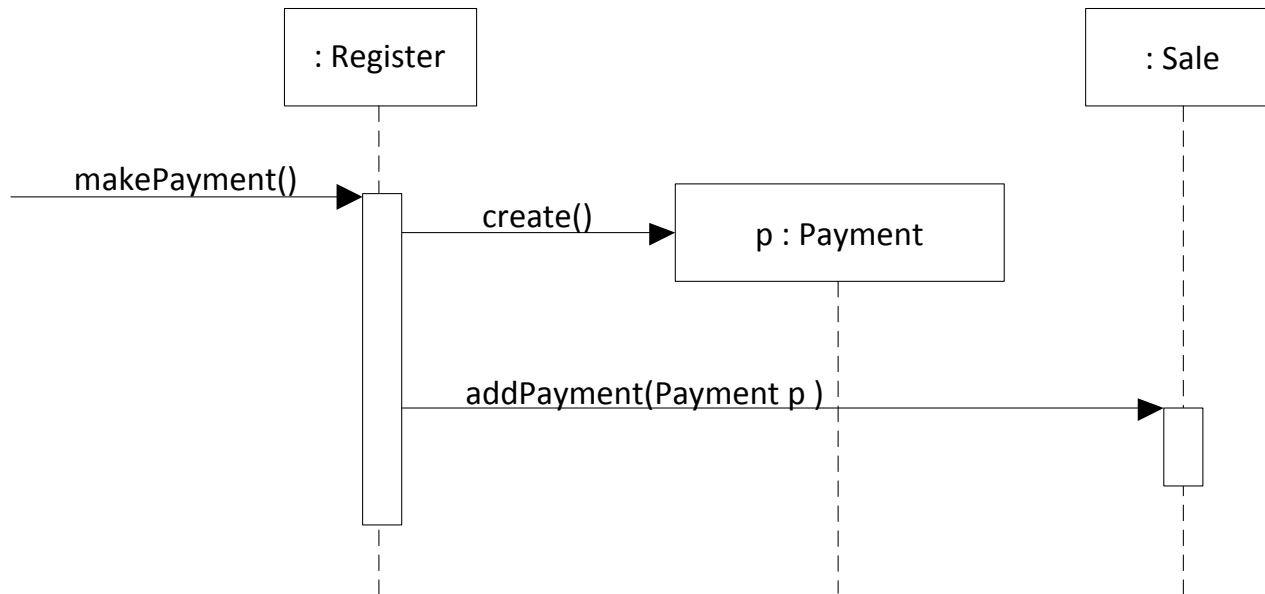 : Register
: Sale
makePayment()
create()
p : Payment
addPayment(Payment p )